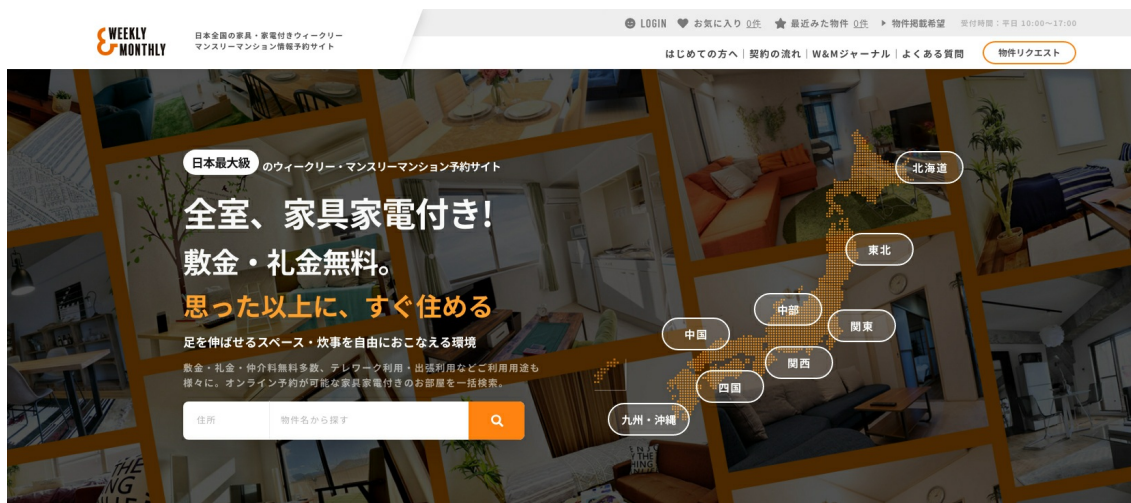 WEEKLY
&MONTHLY
日本全国の家具・家電付きウィークリー
マンスリーマンション情報予約サイト
LOGIN お気に入り 0件 最近みた物件 0件 物件掲載希望 受付時間：平日 10:00〜17:00
はじめての方へ｜契約の流れ｜W&Mジャーナル｜よくある質問 物件リクエスト
日本最大級 のウィークリー・マンスリーマンション予約サイト
全室、家具家電付き!
敷金・礼金無料。
思った以上に、すぐ住める
足を伸ばせるスペース・炊事を自由におこなえる環境
敷金・礼金・仲介料無料多数、テレワーク利用・出張利用などご利用用途も
様々に。オンライン予約が可能な家具家電付きのお部屋を一括検索。
住所 物件名から探す
北海道
東北
中部
関東
中国
関西
四国
九州・沖縄